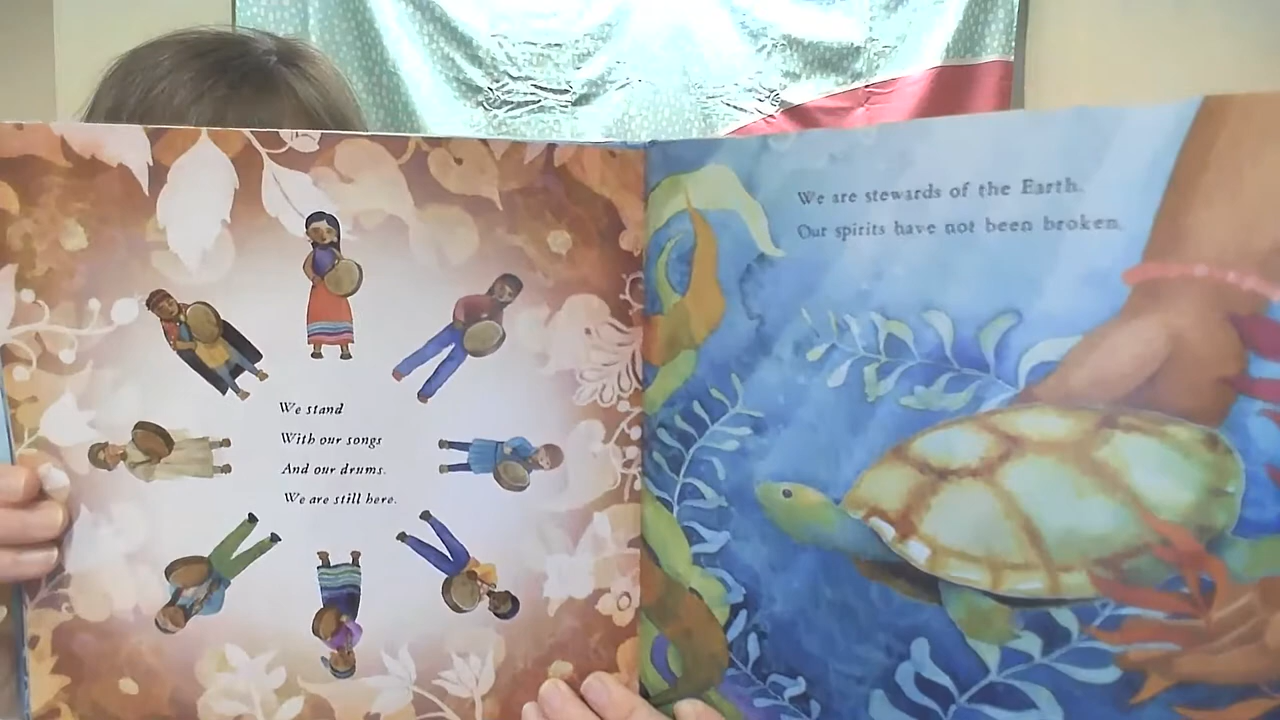 We stand
With our songs
And our drums.
We are still here.
We are stewards of the Earth.
Our spirits have not been broken.